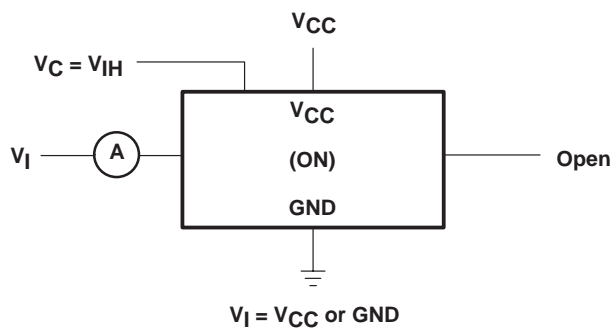 VCC
VC = VIH
VCC
VI
A
(ON)
Open
GND
VI = VCC or GND